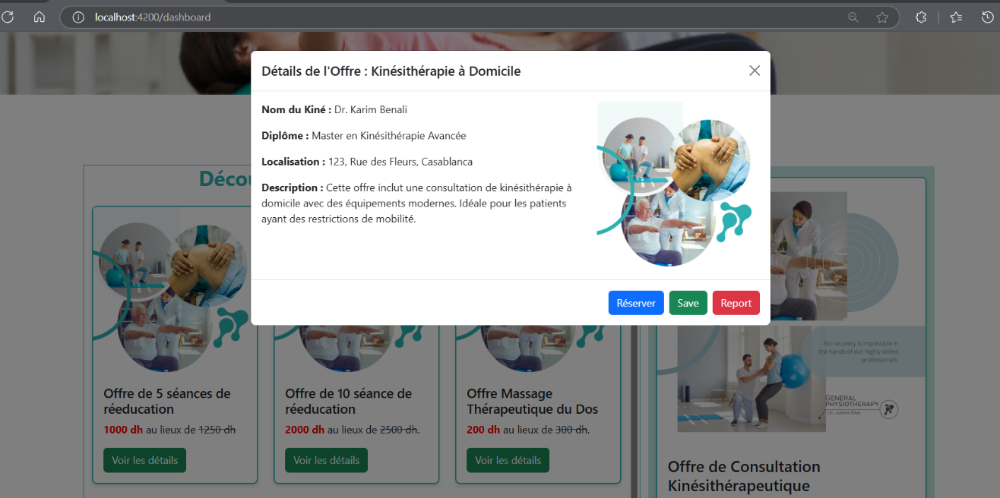 localhost:4200/dashboard
Détails de l'Offre : Kinésithérapie à Domicile
Nom du Kiné : Dr. Karim Benali
Diplôme : Master en Kinésithérapie Avancée
Localisation : 123, Rue des Fleurs, Casablanca
Description : Cette offre inclut une consultation de kinésithérapie à
domicile avec des équipements modernes. Idéale pour les patients
ayant des restrictions de mobilité.
Réserver
Save
Report
Décou
Offre de 5 séances de
réeducation
1000 dh au lieux de 1250 dh
Voir les détails
Offre de 10 séance de
réeducation
2000 dh au lieux de 2500 dh.
Voir les détails
Offre Massage
Thérapeutique du Dos
200 dh au lieux de 300 dh.
Voir les détails
No recovery is impossible in
the hands of our highly skilled
professionals.
GENERAL
PHYSIOTHERAPY
Lic. Juliana Silva
Offre de Consultation
Kinésithérapeutique